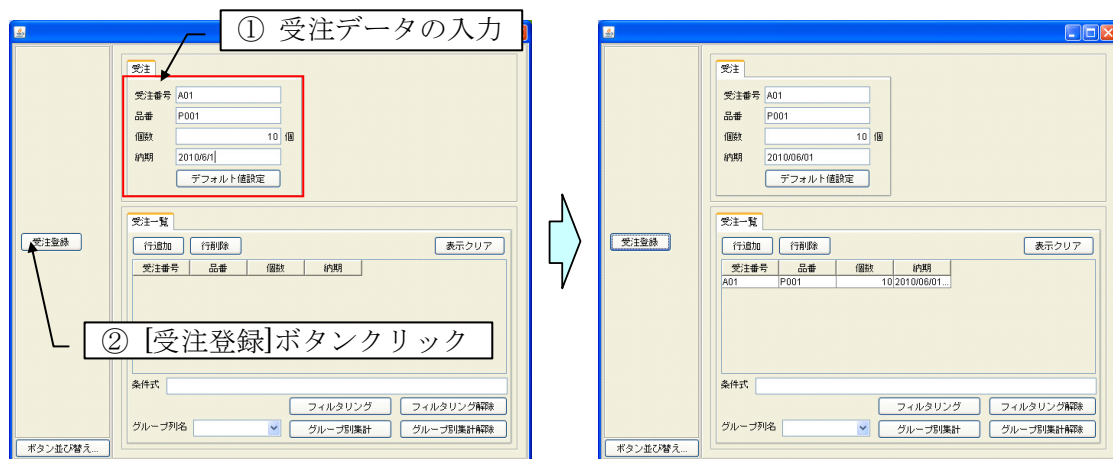 ① 受注データの入力
受注
受注番号 A01
品番 P001
個数 10 個
納期 2010/6/1
デフォルト値設定
受注登録
受注一覧
行追加 行削除 表示クリア
受注番号 品番 個数 納期
② [受注登録]ボタンクリック
条件式
フィルタリング フィルタリング解除
グループ列名 グループ別集計 グループ別集計解除
ボタン並び替え...
受注
受注番号 A01
品番 P001
個数 10 個
納期 2010/06/01
デフォルト値設定
受注登録
受注一覧
行追加 行削除 表示クリア
受注番号 品番 個数 納期
A01 P001 10 2010/06/01...
条件式
フィルタリング フィルタリング解除
グループ列名 グループ別集計 グループ別集計解除
ボタン並び替え...